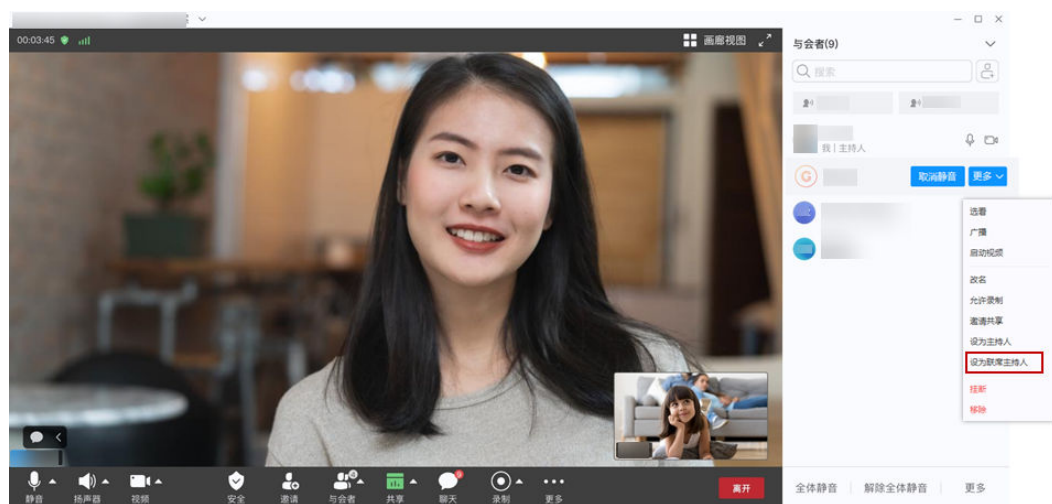 00:03:45
画廊视图
与会者(9)
搜索
我 | 主持人
取消静音
更多
选看
广播
启动视频
改名
允许录制
邀请共享
设为主持人
设为联席主持人
挂断
移除
静音
扬声器
视频
安全
邀请
与会者
共享
聊天
录制
更多
离开
全体静音
解除全体静音
更多